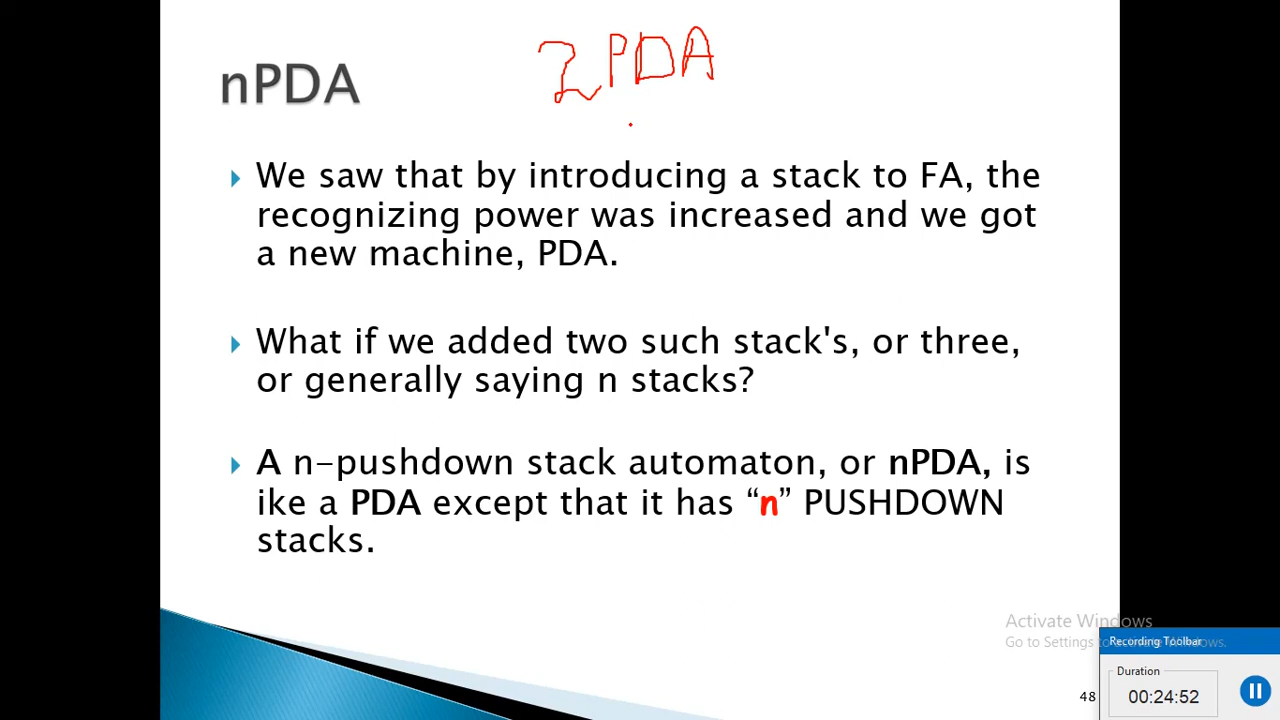 2PDA
nPDA
We saw that by introducing a stack to FA, the
recognizing power was increased and we got
a new machine, PDA.
What if we added two such stack's, or three,
or generally saying n stacks?
A n-pushdown stack automaton, or nPDA, is
ike a PDA except that it has “n” PUSHDOWN
stacks.
Activate Windows
Go to Settings to activate Windows.
Recording Toolbar
Duration
48
00:24:52